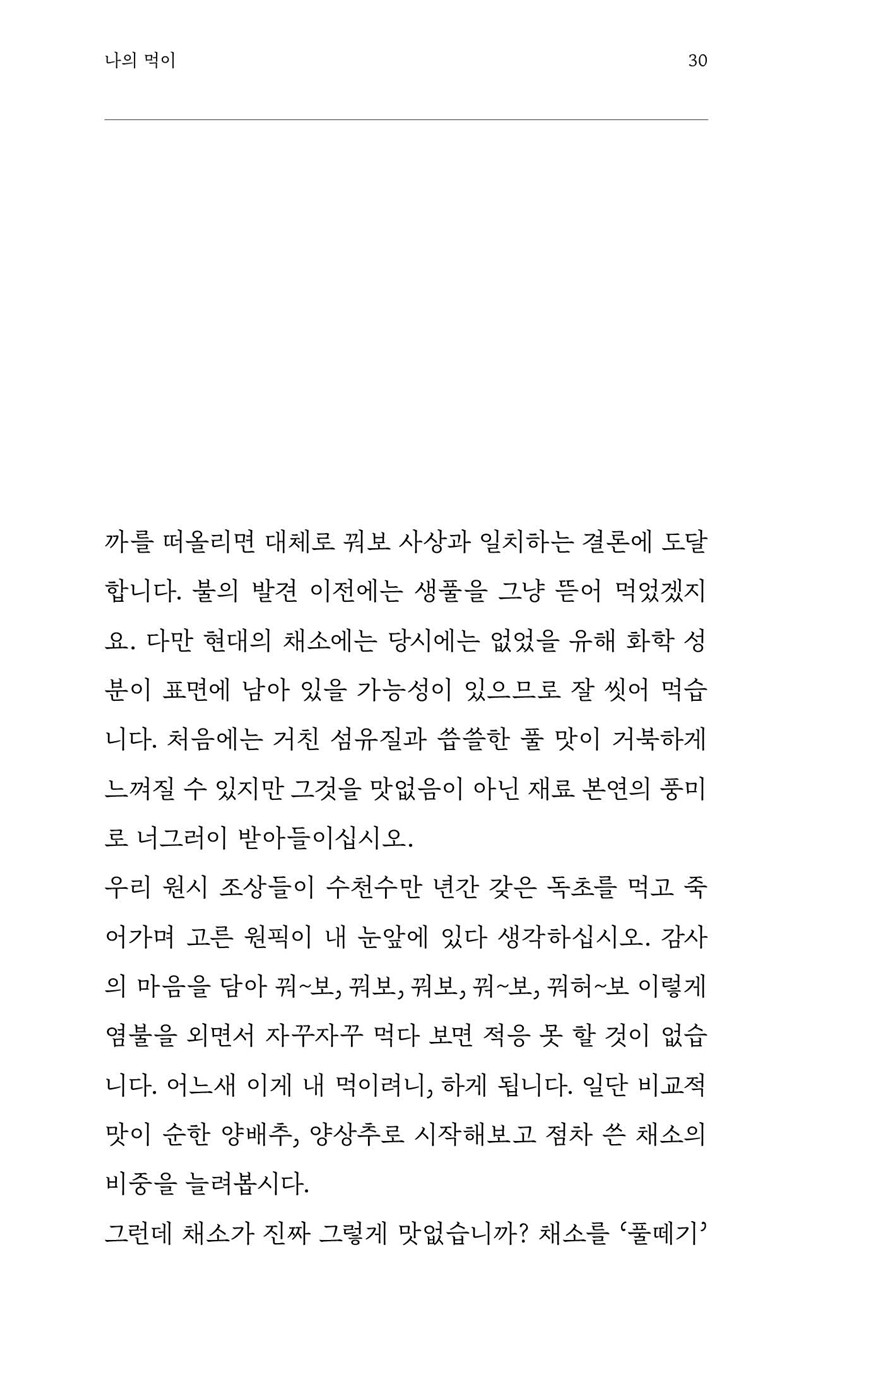 나의 먹이
30
까를 떠올리면 대체로 꿔보 사상과 일치하는 결론에 도달
합니다. 불의 발견 이전에는 생풀을 그냥 뜯어 먹었겠지
요. 다만 현대의 채소에는 당시에는 없었을 유해 화학 성
분이 표면에 남아 있을 가능성이 있으므로 잘 씻어 먹습
니다. 처음에는 거친 섬유질과 씁쓸한 풀 맛이 거북하게
느껴질 수 있지만 그것을 맛없음이 아닌 재료 본연의 풍미
로 너그러이 받아들이십시오.
우리 원시 조상들이 수천수만 년간 갖은 독초를 먹고 죽
어가며 고른 원픽이 내 눈앞에 있다 생각하십시오. 감사
의 마음을 담아 꿔~보, 꿔보, 꿔보, 꿔~보, 꿔허~보 이렇게
염불을 외면서 자꾸자꾸 먹다 보면 적응 못 할 것이 없습
니다. 어느새 이게 내 먹이려니, 하게 됩니다. 일단 비교적
맛이 순한 양배추, 양상추로 시작해보고 점차 쓴 채소의
비중을 늘려봅시다.
그런데 채소가 진짜 그렇게 맛없습니까? 채소를 ‘풀떼기’